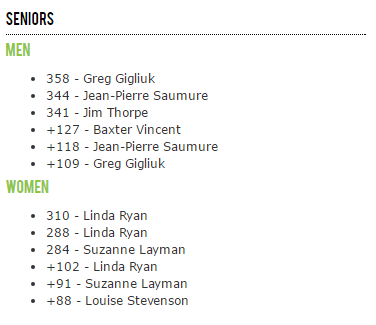 SENIORS
MEN
358 - Greg Gigliuk
344 - Jean-Pierre Saumure
341 - Jim Thorpe
+127 - Baxter Vincent
+118 - Jean-Pierre Saumure
+109 - Greg Gigliuk
WOMEN
310 - Linda Ryan
288 - Linda Ryan
284 - Suzanne Layman
+102 - Linda Ryan
+91 - Suzanne Layman
+88 - Louise Stevenson